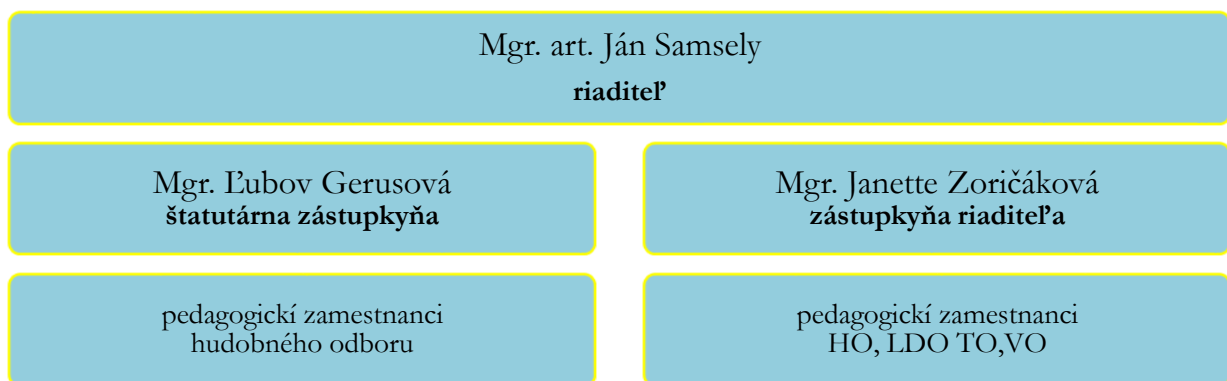 Mgr. art. Ján Samsely
riaditeľ
Mgr. Ľubov Gerusová
štatutárna zástupkyňa
Mgr. Janette Zoričáková
zástupkyňa riaditeľa
pedagogickí zamestnanci
hudobného odboru
pedagogickí zamestnanci
HO, LDO TO,VO